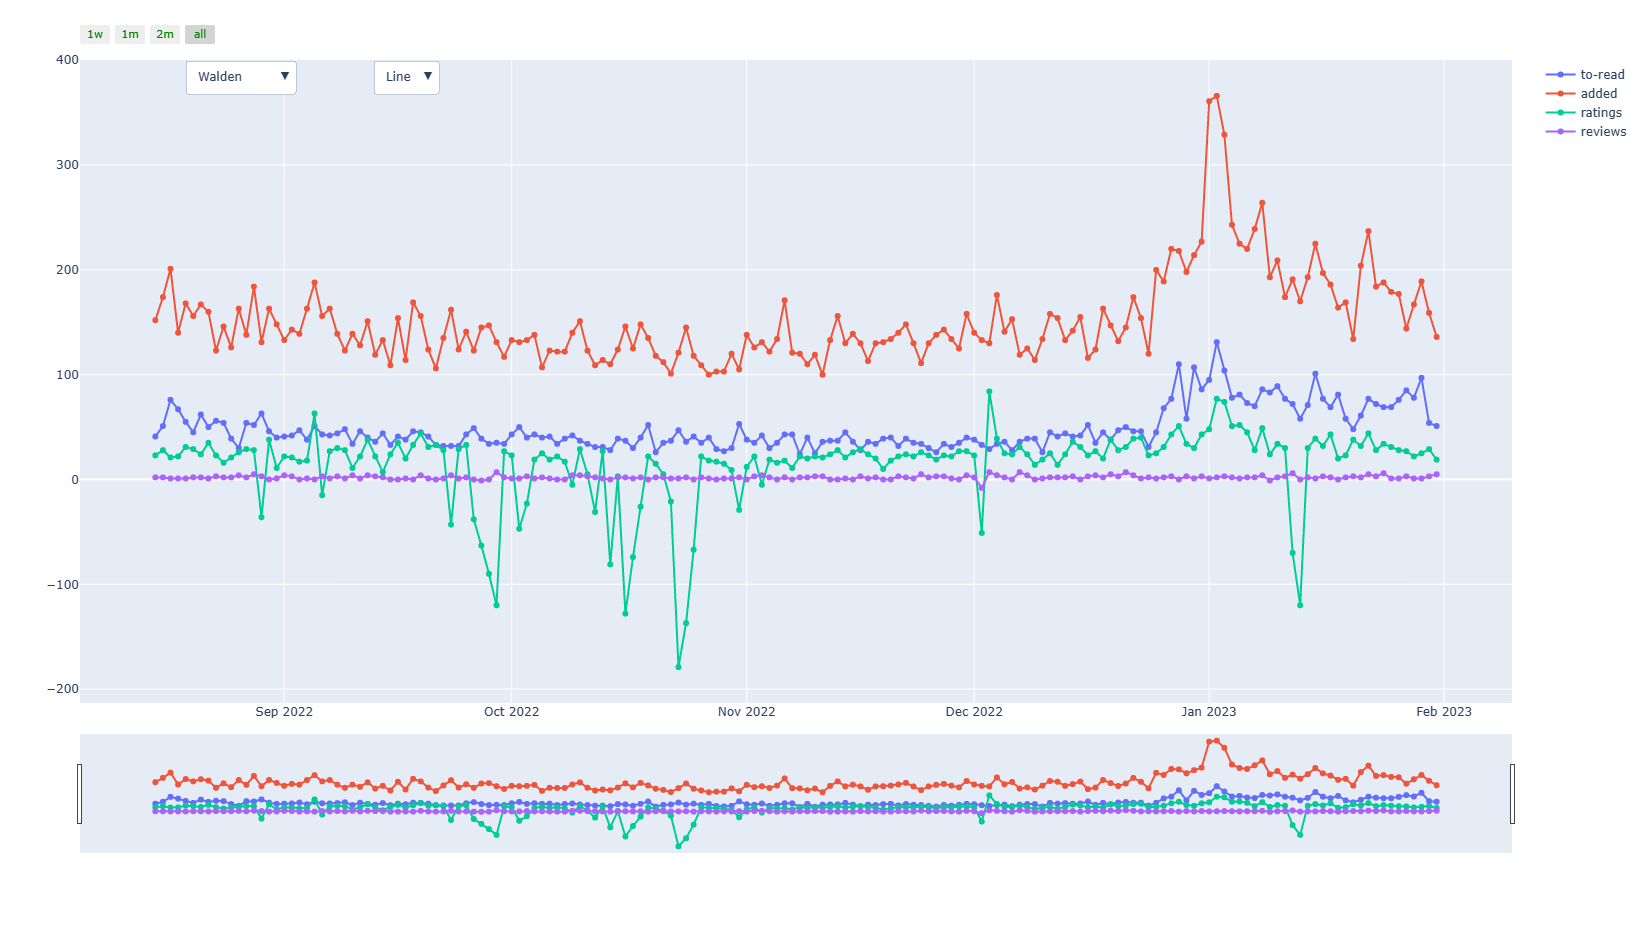 1w 1m 2m all
Walden ▼ Line ▼
to-read
added
ratings
reviews
400
300
200
100
0
−100
−200
Sep 2022 Oct 2022 Nov 2022 Dec 2022 Jan 2023 Feb 2023